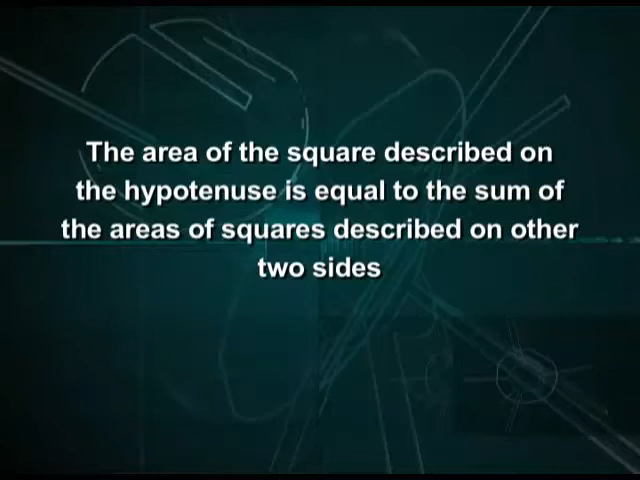 The area of the square described on
the hypotenuse is equal to the sum of
the areas of squares described on other
two sides